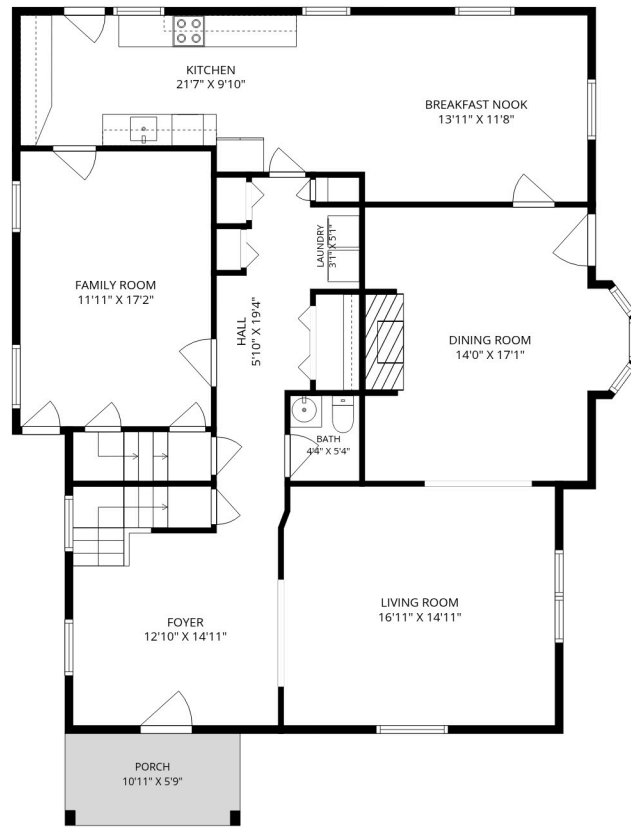 KITCHEN
21'7" X 9'10"
BREAKFAST NOOK
13'11" X 11'8"
FAMILY ROOM
11'11" X 17'2"
LAUNDRY
3'1" X 5'1"
HALL
5'10" X 19'4"
DINING ROOM
14'0" X 17'1"
BATH
4'4" X 5'4"
LIVING ROOM
16'11" X 14'11"
FOYER
12'10" X 14'11"
PORCH
10'11" X 5'9"